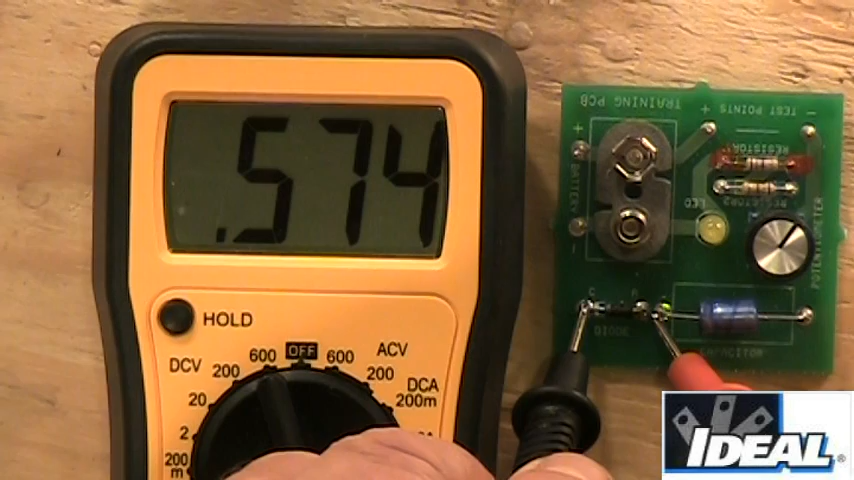 .574
HOLD
OFF
DCV
600
600
ACV
200
200
20
DCA
200m
2
200
m
TRAINING PCB
TEST POINTS
+
-
+
BATTERY
-
RESISTOR
RESISTOR2
LED
POTENTIOMETER
C
A
DIODE
CAPACITOR
IDEAL®